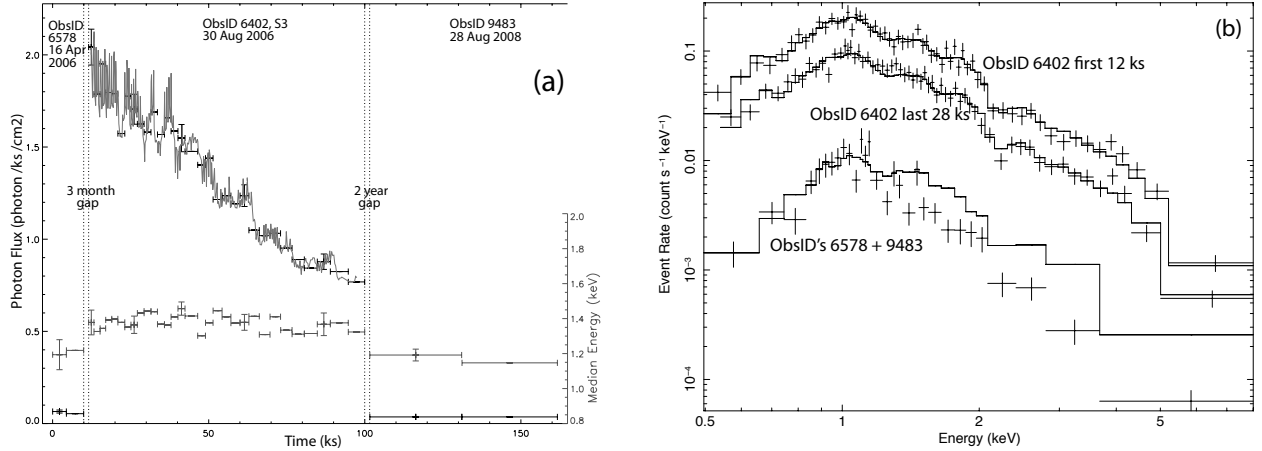 ObsID
6578
16 Apr
2006
ObsID 6402, S3
30 Aug 2006
ObsID 9483
28 Aug 2008
(a)
3 month
gap
2 year
gap
Photon Flux (photon /ks /cm2)
2.0
1.5
1.0
0.5
0.0
0
50
100
150
Time (ks)
2.0
1.8
1.6
1.4
1.2
1.0
0.8
Median Energy (keV)
(b)
ObsID 6402 first 12 ks
ObsID 6402 last 28 ks
ObsID's 6578 + 9483
Event Rate (count s⁻¹ keV⁻¹)
0.1
0.01
10⁻³
10⁻⁴
0.5
1
2
5
Energy (keV)